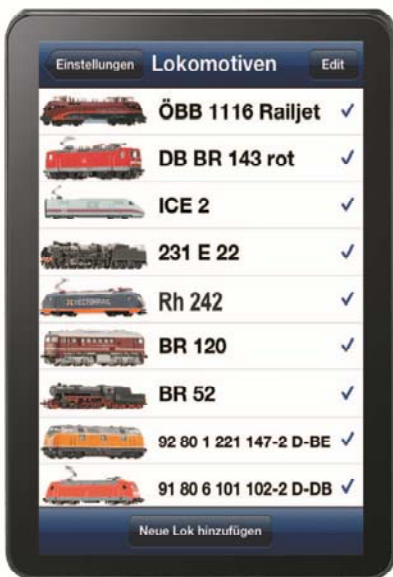 Einstellungen Lokomotiven Edit
ÖBB 1116 Railjet
DB BR 143 rot
ICE 2
231 E 22
Rh 242
BR 120
BR 52
92 80 1 221 147-2 D-BE
91 80 6 101 102-2 D-DB
Neue Lok hinzufügen